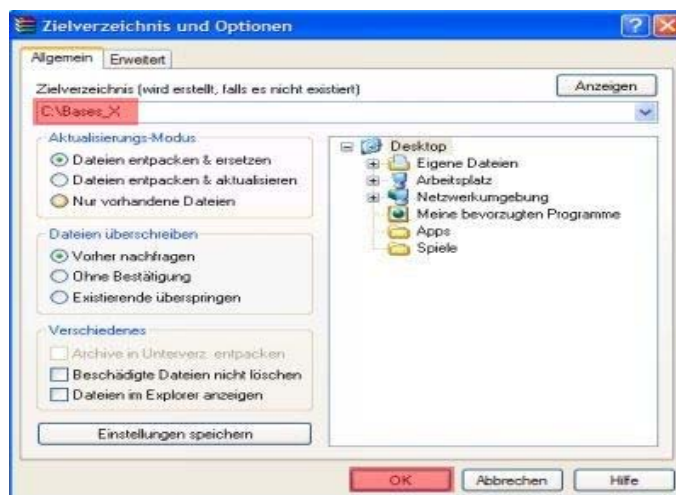 Zielverzeichnis und Optionen
Allgemein Erweitert
Zielverzeichnis (wird erstellt, falls es nicht existiert)
Anzeigen
C:\Bases_X
Aktualisierungs-Modus
Dateien entpacken & ersetzen
Dateien entpacken & aktualisieren
Nur vorhandene Dateien
Dateien überschreiben
Vorher nachfragen
Ohne Bestätigung
Existierende überspringen
Verschiedenes
Archive in Unterverz. entpacken
Beschädigte Dateien nicht löschen
Dateien im Explorer anzeigen
Einstellungen speichern
Desktop
Eigene Dateien
Arbeitsplatz
Netzwerkumgebung
Meine bevorzugten Programme
Apps
Spiele
OK Abbrechen Hilfe